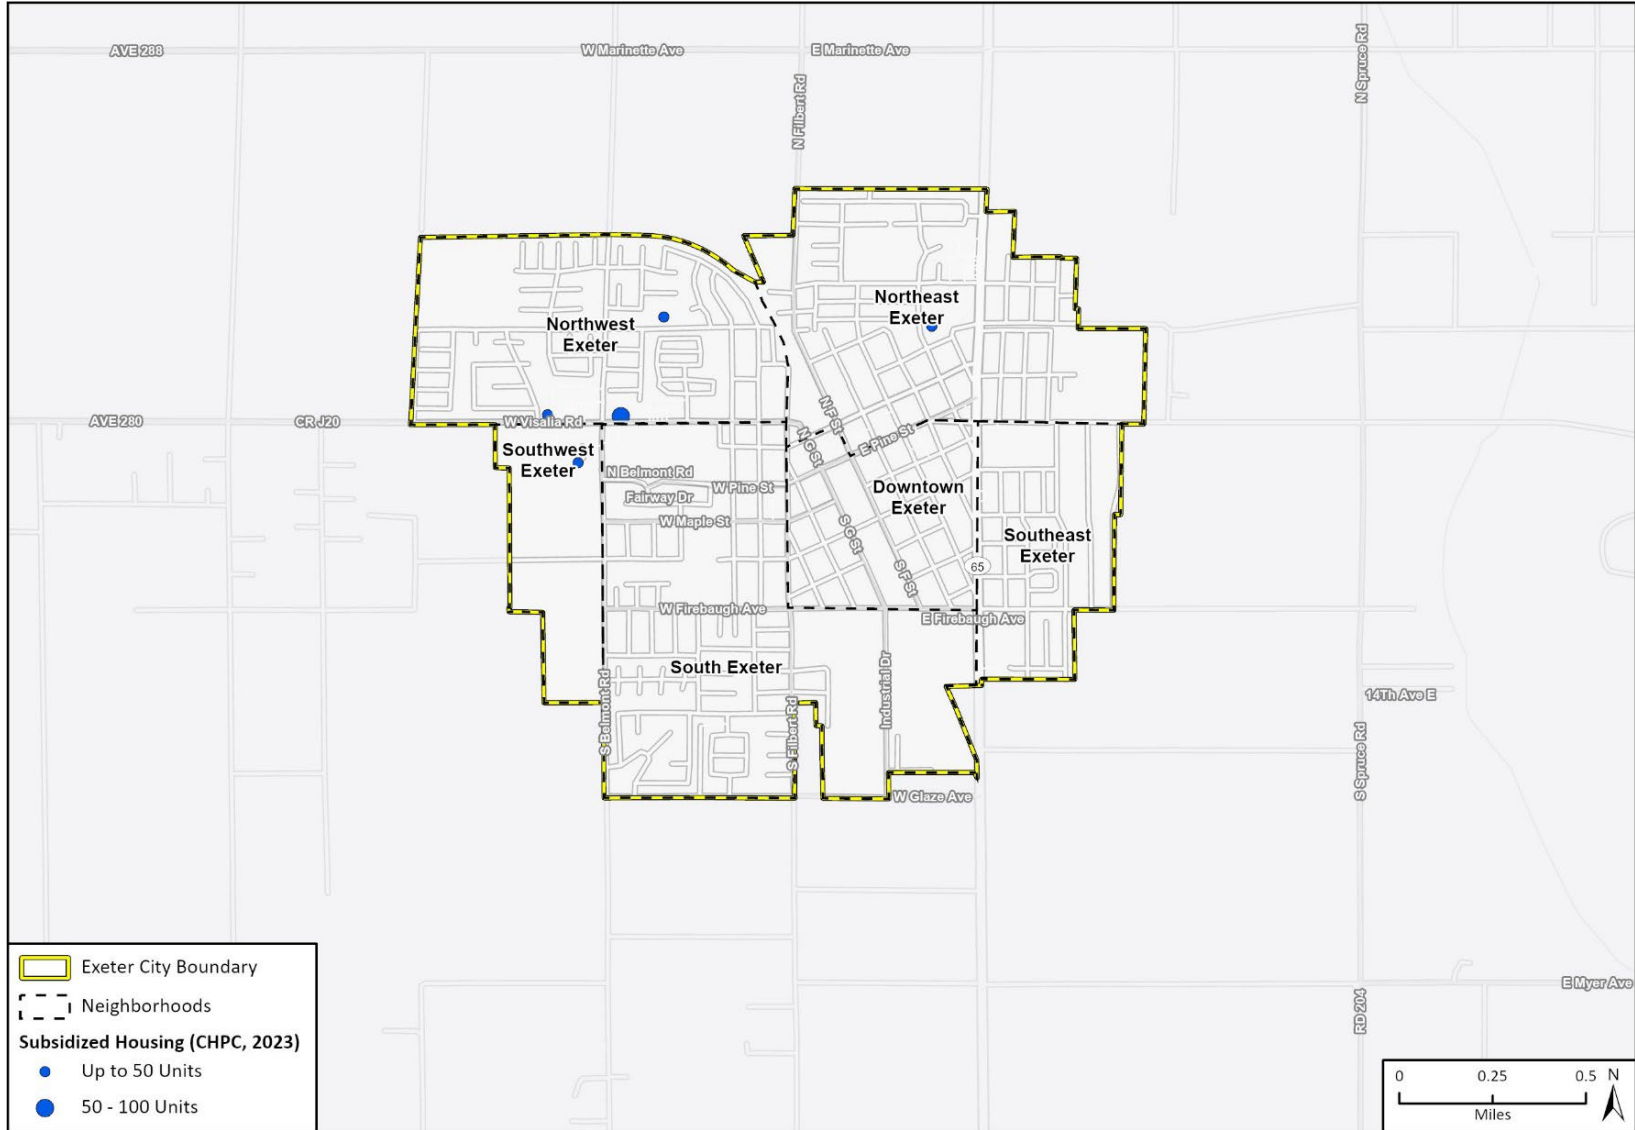 AVE 288
W Marinette Ave
E Marinette Ave
N Filbert Rd
N Spruce Rd
Northwest
Exeter
Northeast
Exeter
AVE 280
CR J20
W Visalia Rd
N F St
N G St
E Pine St
Southwest
Exeter
N Belmont Rd
Fairway Dr
W Pine St
W Maple St
Downtown
Exeter
S G St
S F St
Southeast
Exeter
65
W Firebaugh Ave
E Firebaugh Ave
South Exeter
S Belmont Rd
S Filbert Rd
Industrial Dr
14Th Ave E
S Spruce Rd
W Glaze Ave
E Myer Ave
RD 204
Exeter City Boundary
Neighborhoods
Subsidized Housing (CHPC, 2023)
Up to 50 Units
50 - 100 Units
0 0.25 0.5 N
Miles